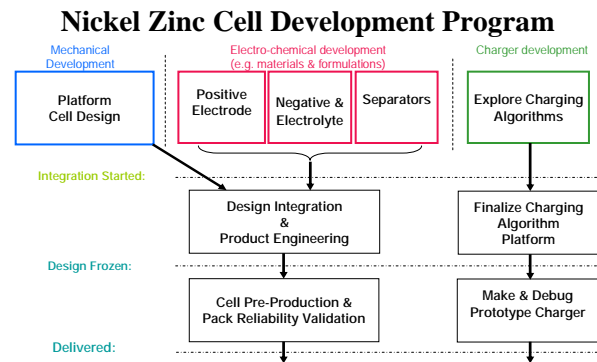 Nickel Zinc Cell Development Program
Mechanical
Development
Electro-chemical development
(e.g. materials & formulations)
Charger development
Platform
Cell Design
Positive
Electrode
Negative &
Electrolyte
Separators
Explore Charging
Algorithms
Integration Started:
Design Integration
&
Product Engineering
Finalize Charging
Algorithm
Platform
Design Frozen:
Cell Pre-Production &
Pack Reliability Validation
Make & Debug
Prototype Charger
Delivered: